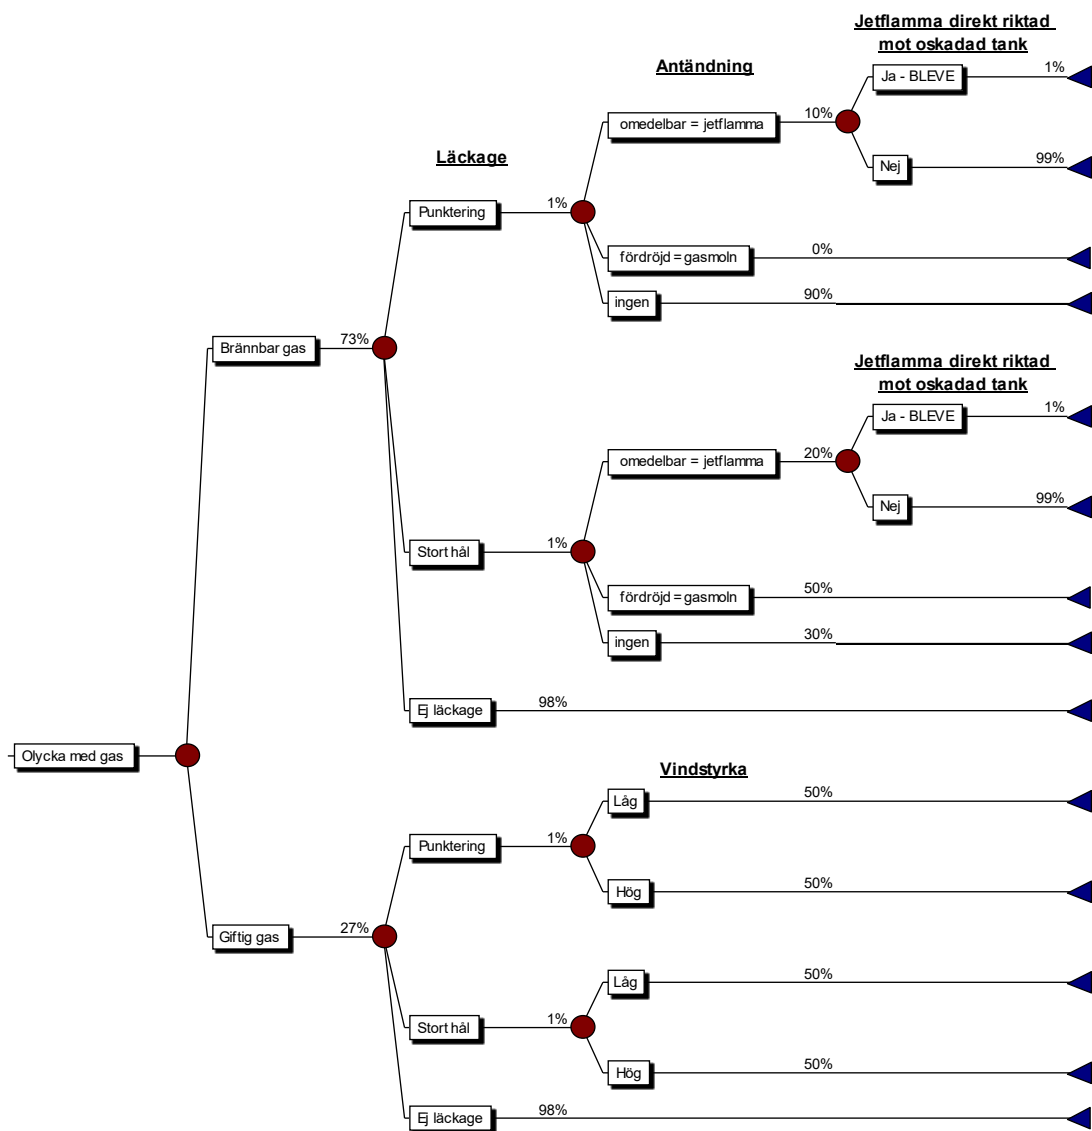 Jetflamma direkt riktad
mot oskadad tank
Antändning
Ja - BLEVE 1%
omedelbar = jetflamma 10%
Läckage
Nej 99%
Punktering 1%
fördröjd = gasmoln 0%
ingen 90%
Brännbar gas 73%
Jetflamma direkt riktad
mot oskadad tank
Ja - BLEVE 1%
omedelbar = jetflamma 20%
Nej 99%
Stort hål 1%
fördröjd = gasmoln 50%
ingen 30%
Ej läckage 98%
Olycka med gas
Vindstyrka
Låg 50%
Punktering 1%
Hög 50%
Giftig gas 27%
Låg 50%
Stort hål 1%
Hög 50%
Ej läckage 98%